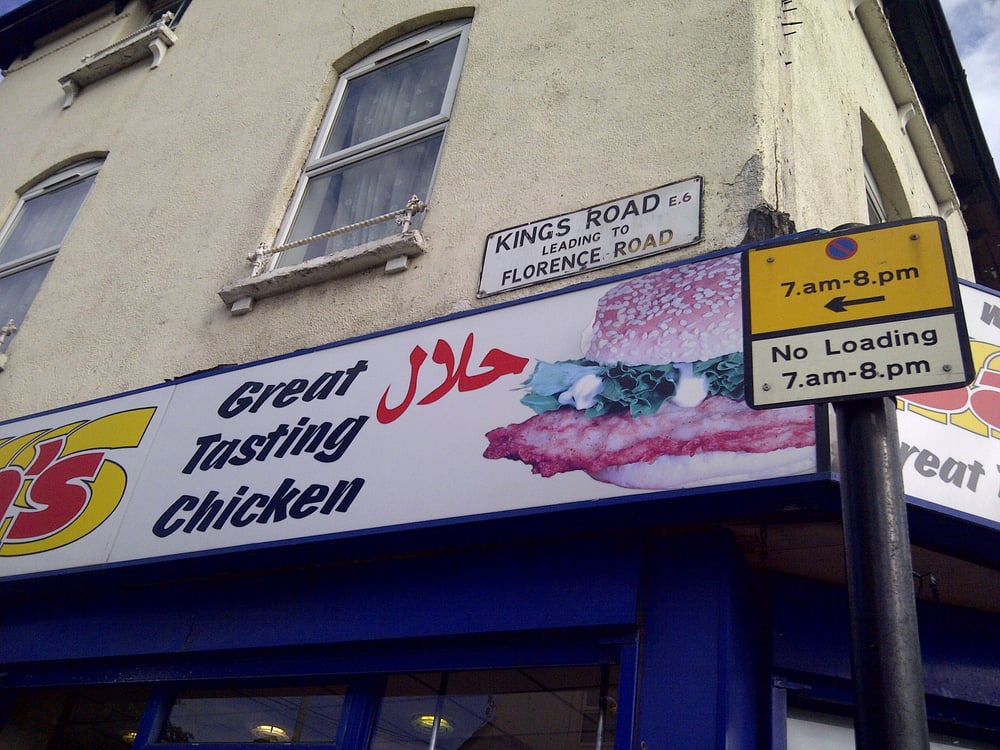 KINGS ROAD E.6
LEADING TO
FLORENCE ROAD
Great
Tasting
Chicken
حلال
7.am-8.pm
No Loading
7.am-8.pm